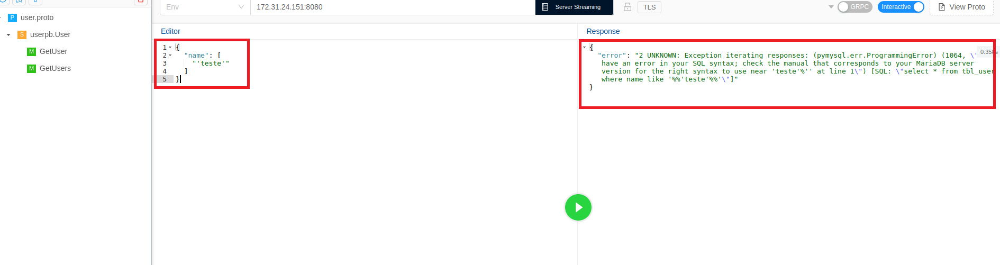 Env
172.31.24.151:8080
Server Streaming
TLS
GRPC
Interactive
View Proto
P user.proto
S userpb.User
M GetUser
M GetUsers
Editor
1 {
2 "name": [
3 "'teste'"
4 ]
5 }
Response
0.358s
{
"error": "2 UNKNOWN: Exception iterating responses: (pymysql.err.ProgrammingError) (1064, \"
have an error in your SQL syntax; check the manual that corresponds to your MariaDB server
version for the right syntax to use near 'teste'%'' at line 1\") [SQL: \"select * from tbl_user
where name like '%%'teste'%%'\"]"
}